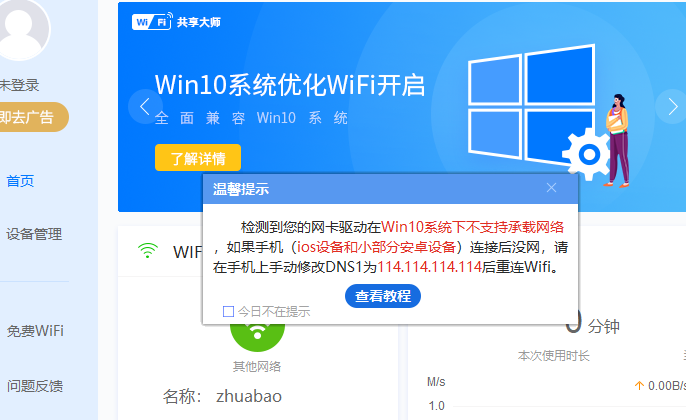 WiFi 共享大师
Win10系统优化WiFi开启
全面兼容 Win10 系统
了解详情
未登录
即去广告
首页
设备管理
免费WiFi
问题反馈
温馨提示
检测到您的网卡驱动在Win10系统下不支持承载网络
，如果手机（ios设备和小部分安卓设备）连接后没网，请
在手机上手动修改DNS1为114.114.114.114后重连Wifi。
查看教程
今日不在提示
WIF
其他网络
名称： zhuabao
0 分钟
本次使用时长
M/s
0.00B/s
1.0